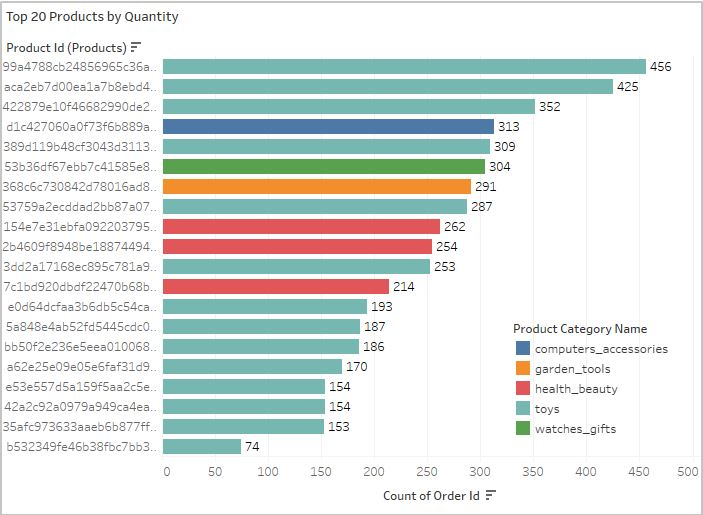 Top 20 Products by Quantity
Product Id (Products)
99a4788cb24856965c36a.. 456
aca2eb7d00ea1a7b8ebd4.. 425
422879e10f46682990de2.. 352
d1c427060a0f73f6b889a.. 313
389d119b48cf3043d3113.. 309
53b36df67ebb7c41585e8.. 304
368c6c730842d78016ad8.. 291
53759a2ecddad2bb87a07.. 287
154e7e31ebfa092203795.. 262
2b4609f8948be18874494.. 254
3dd2a17168ec895c781a9.. 253
7c1bd920dbdf22470b68b.. 214
e0d64dcfaa3b6db5c54ca.. 193
5a848e4ab52fd5445cdc0.. 187
bb50f2e236e5eea010068.. 186
a62e25e09e05e6faf31d9.. 170
e53e557d5a159f5aa2c5e.. 154
42a2c92a0979a949ca4ea.. 154
35afc973633aaeb6b877ff.. 153
b532349fe46b38fbc7bb3.. 74
Product Category Name
computers_accessories
garden_tools
health_beauty
toys
watches_gifts
0 50 100 150 200 250 300 350 400 450 500
Count of Order Id